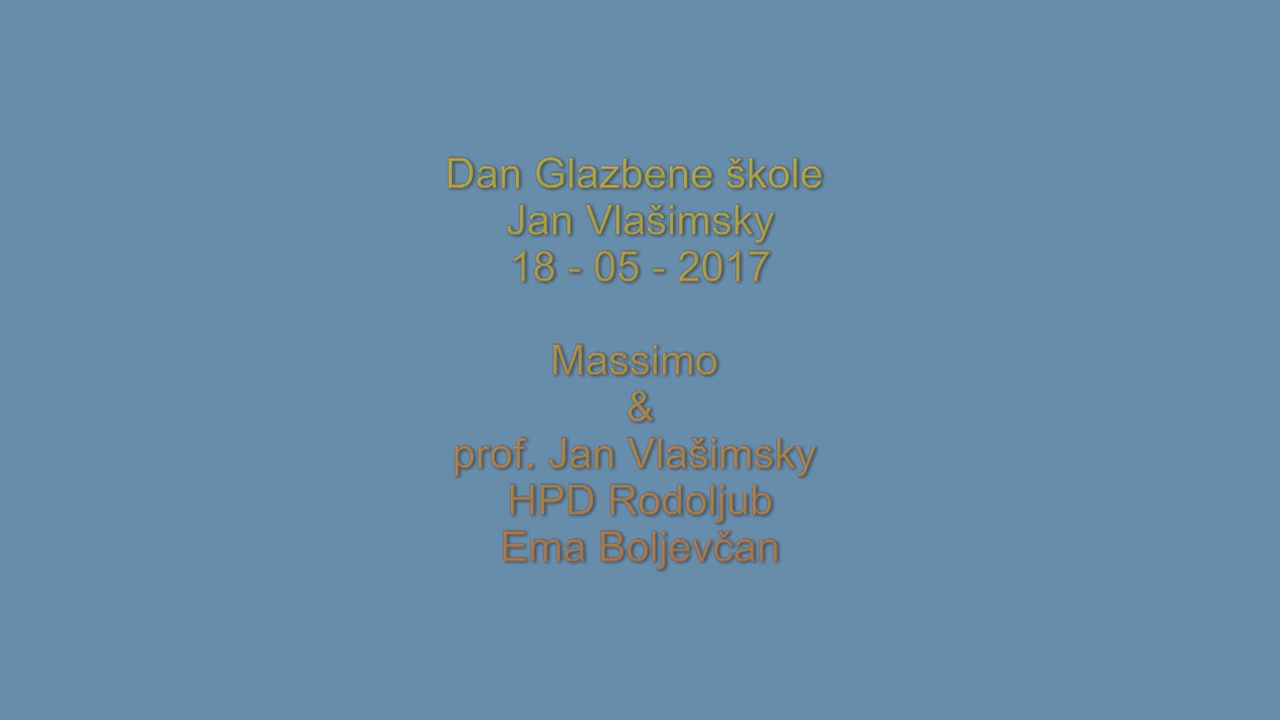 Dan Glazbene škole
Jan Vlašimsky
18 - 05 - 2017
Massimo
&
prof. Jan Vlašimsky
HPD Rodoljub
Ema Boljevčan